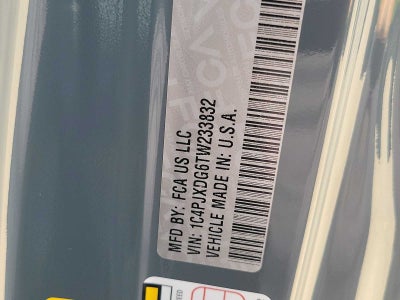 MFD BY: FCA US LLC
VIN: 1C4PJXDG6TW233832
VEHICLE MADE IN: U.S.A.